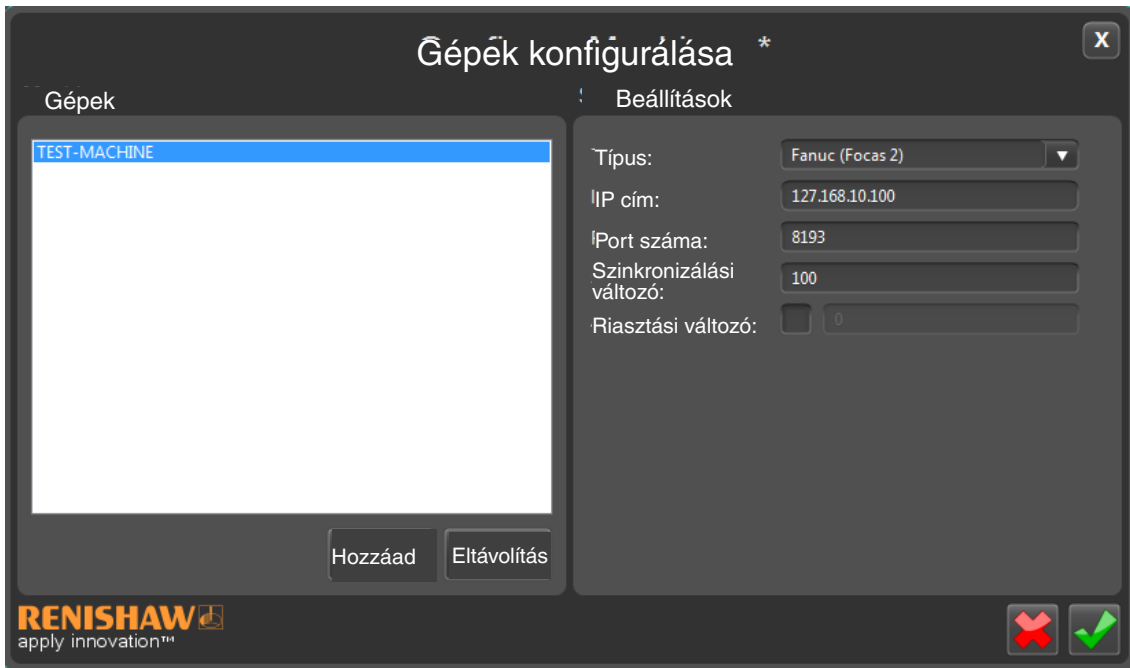 Gépek konfigurálása *
X
Gépek
Beállítások
TEST-MACHINE
Típus: Fanuc (Focas 2)
IP cím: 127.168.10.100
Port száma: 8193
Szinkronizálási
változó: 100
Riasztási változó: 0
Hozzáad Eltávolítás
RENISHAW
apply innovation™